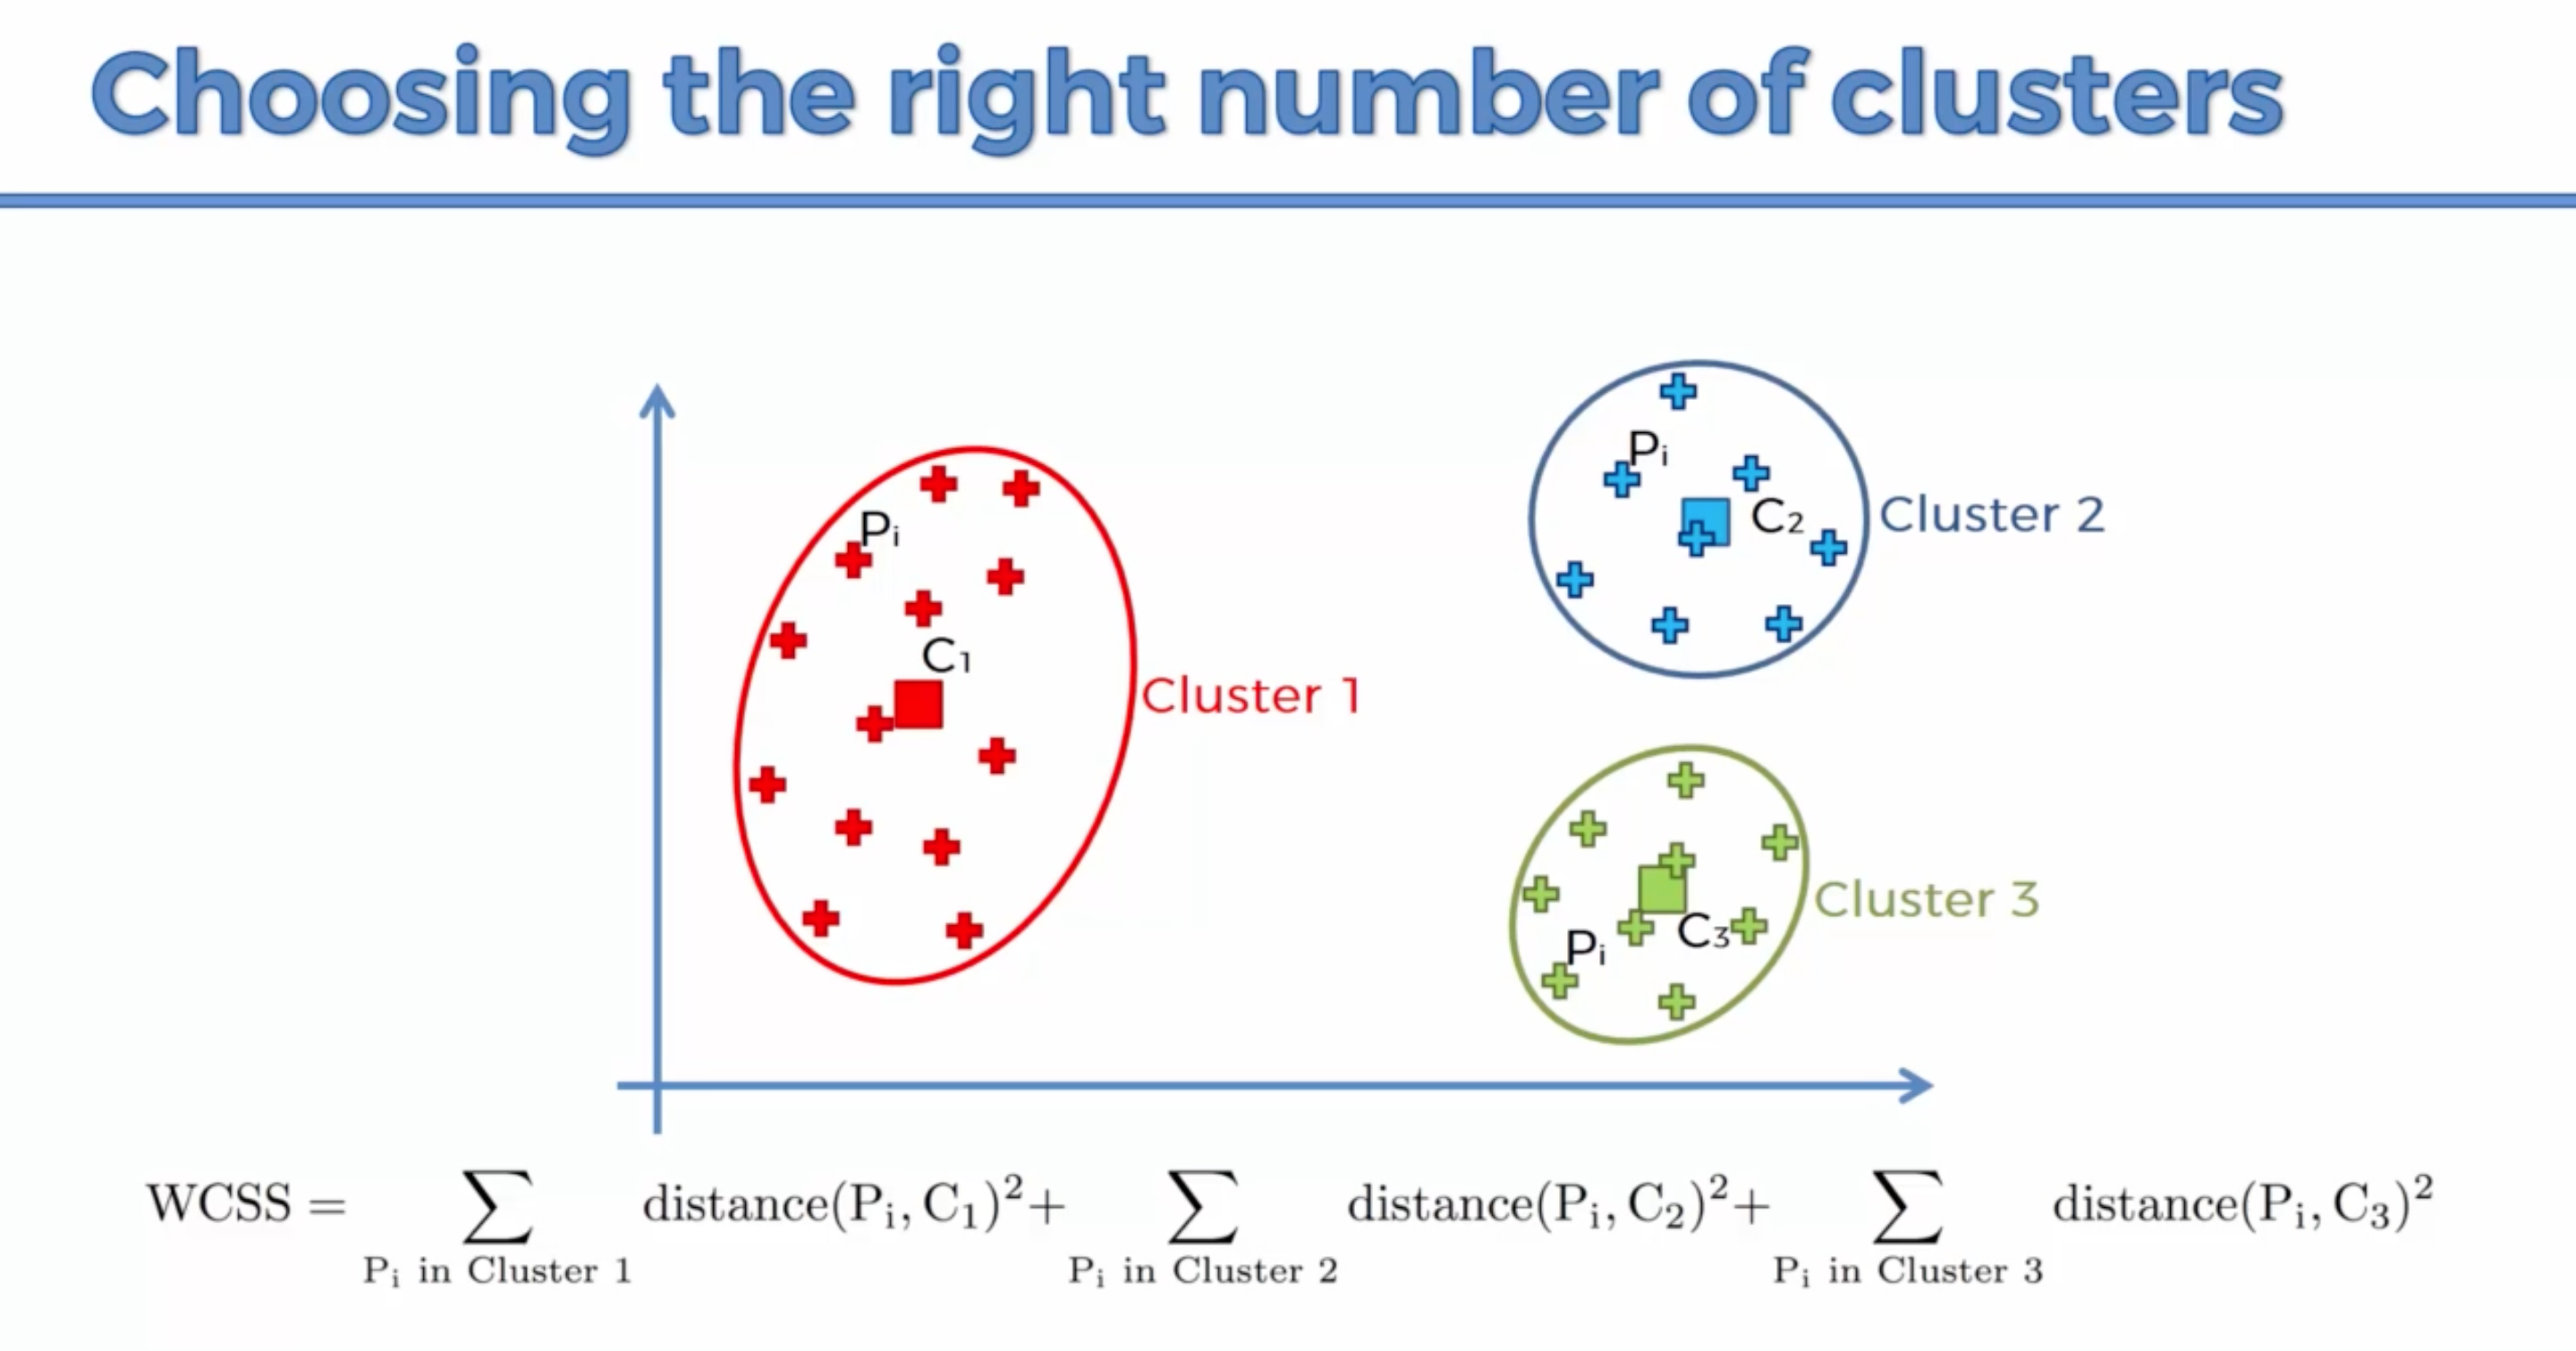 Choosing the right number of clusters
Pᵢ
C₂
Cluster 2
Pᵢ
C₁
Cluster 1
Cluster 3
C₃
Pᵢ
WCSS = ∑ distance(Pᵢ, C₁)² + ∑ distance(Pᵢ, C₂)² + ∑ distance(Pᵢ, C₃)²
Pᵢ in Cluster 1 Pᵢ in Cluster 2 Pᵢ in Cluster 3